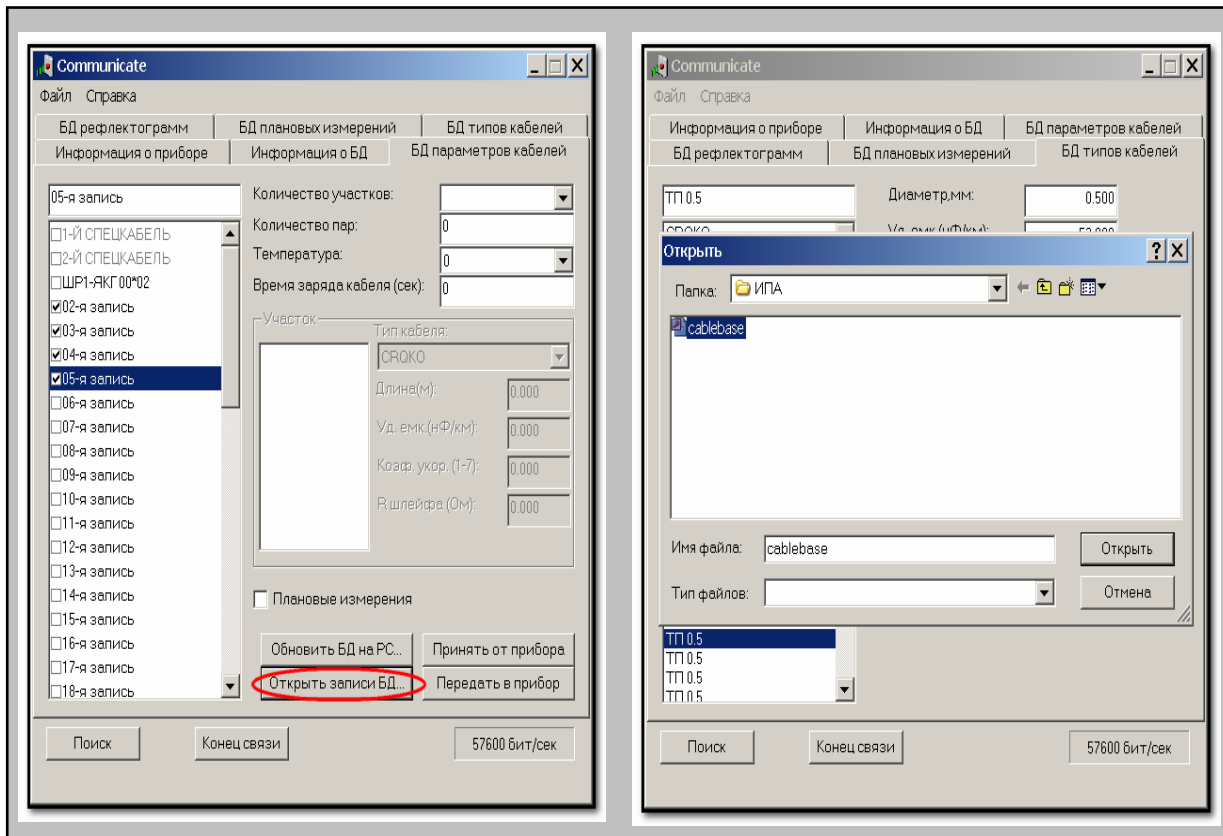 Communicate
Файл Справка
БД рефлектограмм БД плановых измерений БД типов кабелей
Информация о приборе Информация о БД БД параметров кабелей
05-я запись
1-Й СПЕЦКАБЕЛЬ
2-Й СПЕЦКАБЕЛЬ
ШР1-ЯКГ00*02
02-я запись
03-я запись
04-я запись
05-я запись
06-я запись
07-я запись
08-я запись
09-я запись
10-я запись
11-я запись
12-я запись
13-я запись
14-я запись
15-я запись
16-я запись
17-я запись
18-я запись
Количество участков:
Количество пар: 0
Температура: 0
Время заряда кабеля (сек): 0
Участок
Тип кабеля:
CRQKO
Длина(м): 0.000
Уд. емк.(нФ/км): 0.000
Коэф. укор. (1-7): 0.000
R шлейфа (Ом): 0.000
Плановые измерения
Обновить БД на PC... Принять от прибора
Открыть записи БД... Передать в прибор
Поиск Конец связи 57600 бит/сек
Communicate
Файл Справка
Информация о приборе Информация о БД БД параметров кабелей
БД рефлектограмм БД плановых измерений БД типов кабелей
ТП 0.5 Диаметр,мм: 0.500
CRQKO Уд. емк.(нФ/км):
Открыть
Папка: ИПА
cablebase
Имя файла: cablebase Открыть
Тип файлов: Отмена
ТП 0.5
ТП 0.5
ТП 0.5
ТП 0.5
Поиск Конец связи 57600 бит/сек